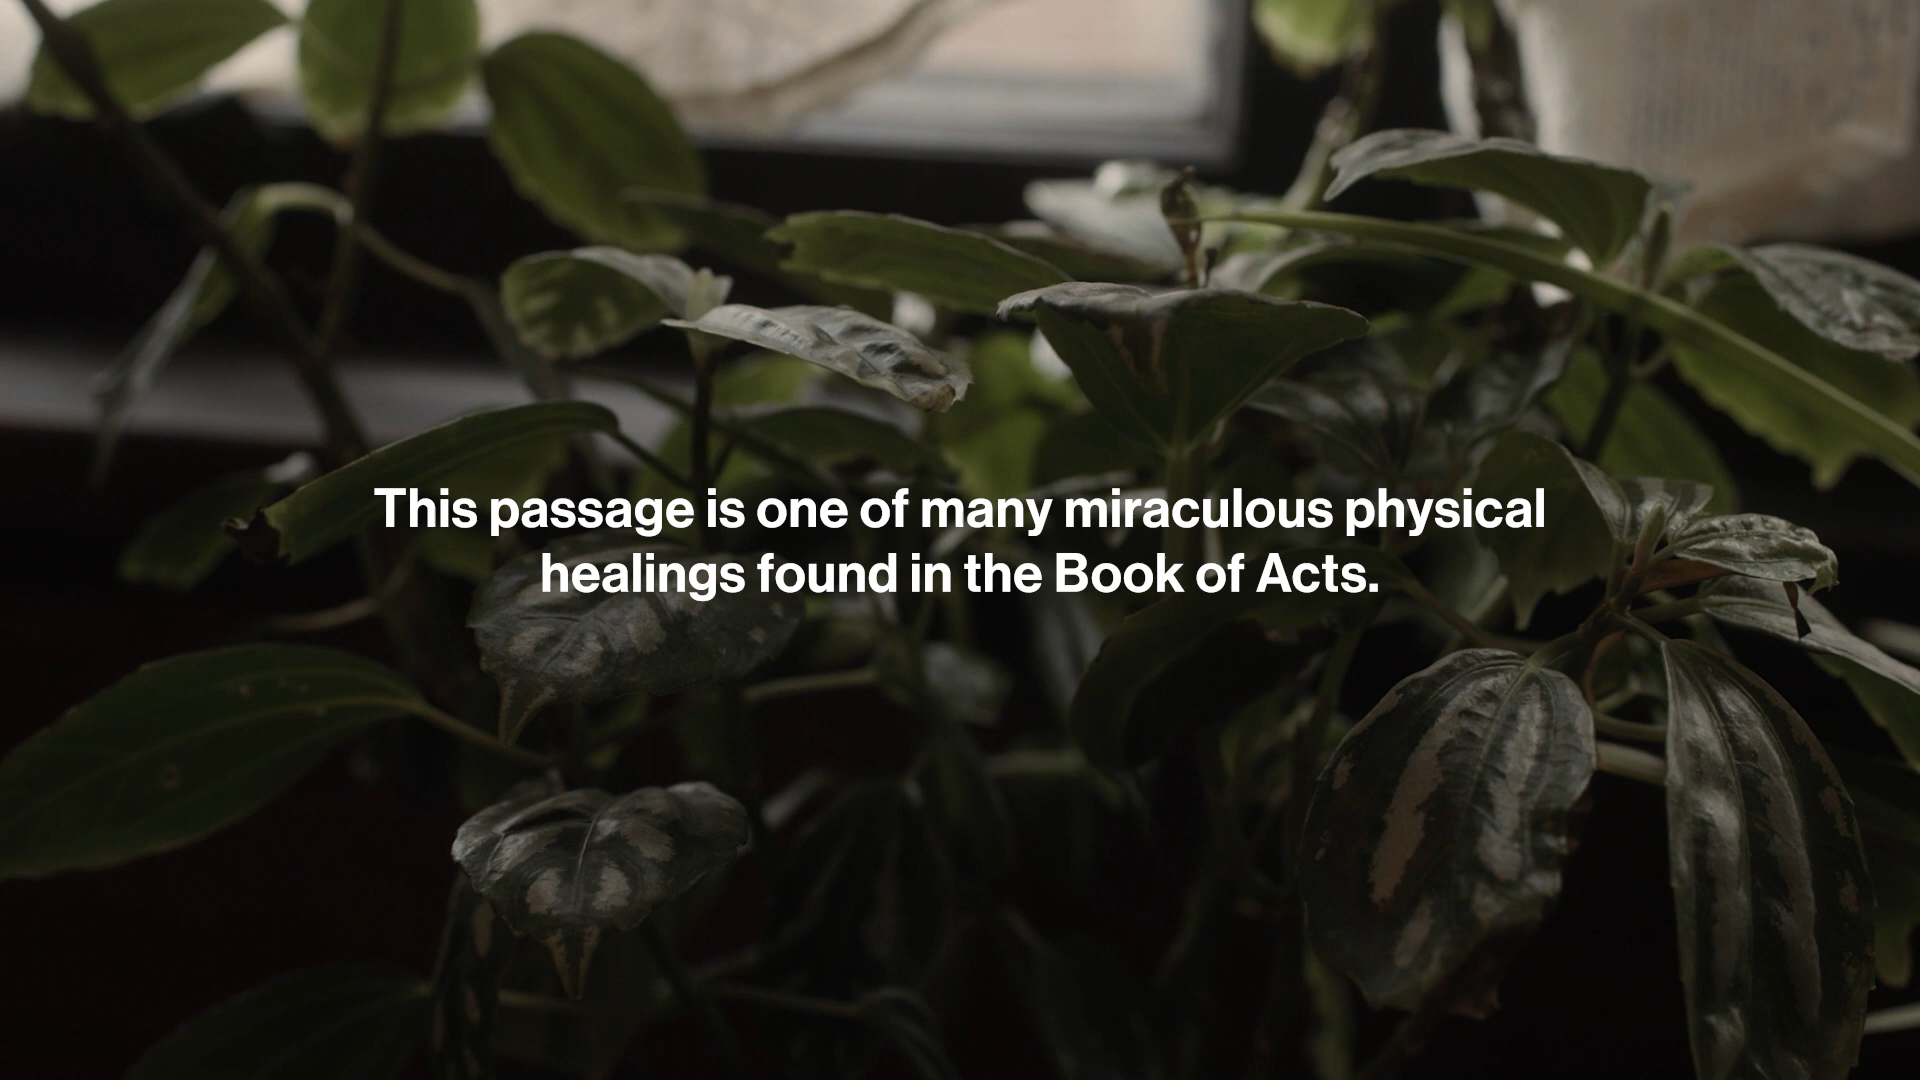 This passage is one of many miraculous physical
healings found in the Book of Acts.